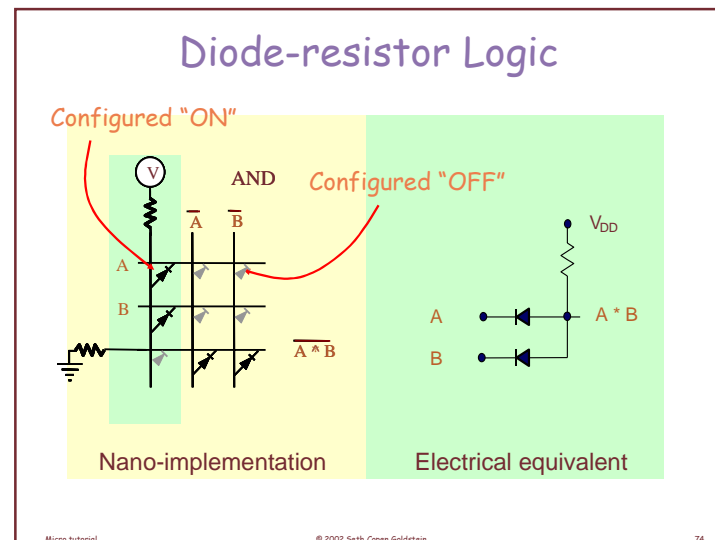 Diode-resistor Logic
Configured “ON”
V
AND
Configured “OFF”
A̅ B̅
A
B
A̅ ̅^̅ ̅B̅
V_DD
A
A * B
B
Nano-implementation
Electrical equivalent
Micro tutorial
© 2002 Seth Copen Goldstein
74